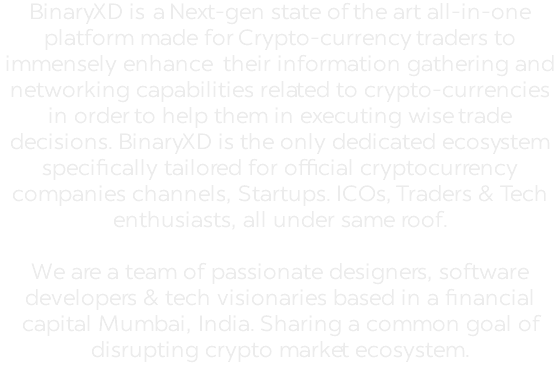 BinaryXD is a Next-gen state of the art all-in-one
platform made for Crypto-currency traders to
immensely enhance their information gathering and
networking capabilities related to crypto-currencies
in order to help them in executing wise trade
decisions. BinaryXD is the only dedicated ecosystem
specifically tailored for official cryptocurrency
companies channels, Startups. ICOs, Traders & Tech
enthusiasts, all under same roof.
We are a team of passionate designers, software
developers & tech visionaries based in a financial
capital Mumbai, India. Sharing a common goal of
disrupting crypto market ecosystem.